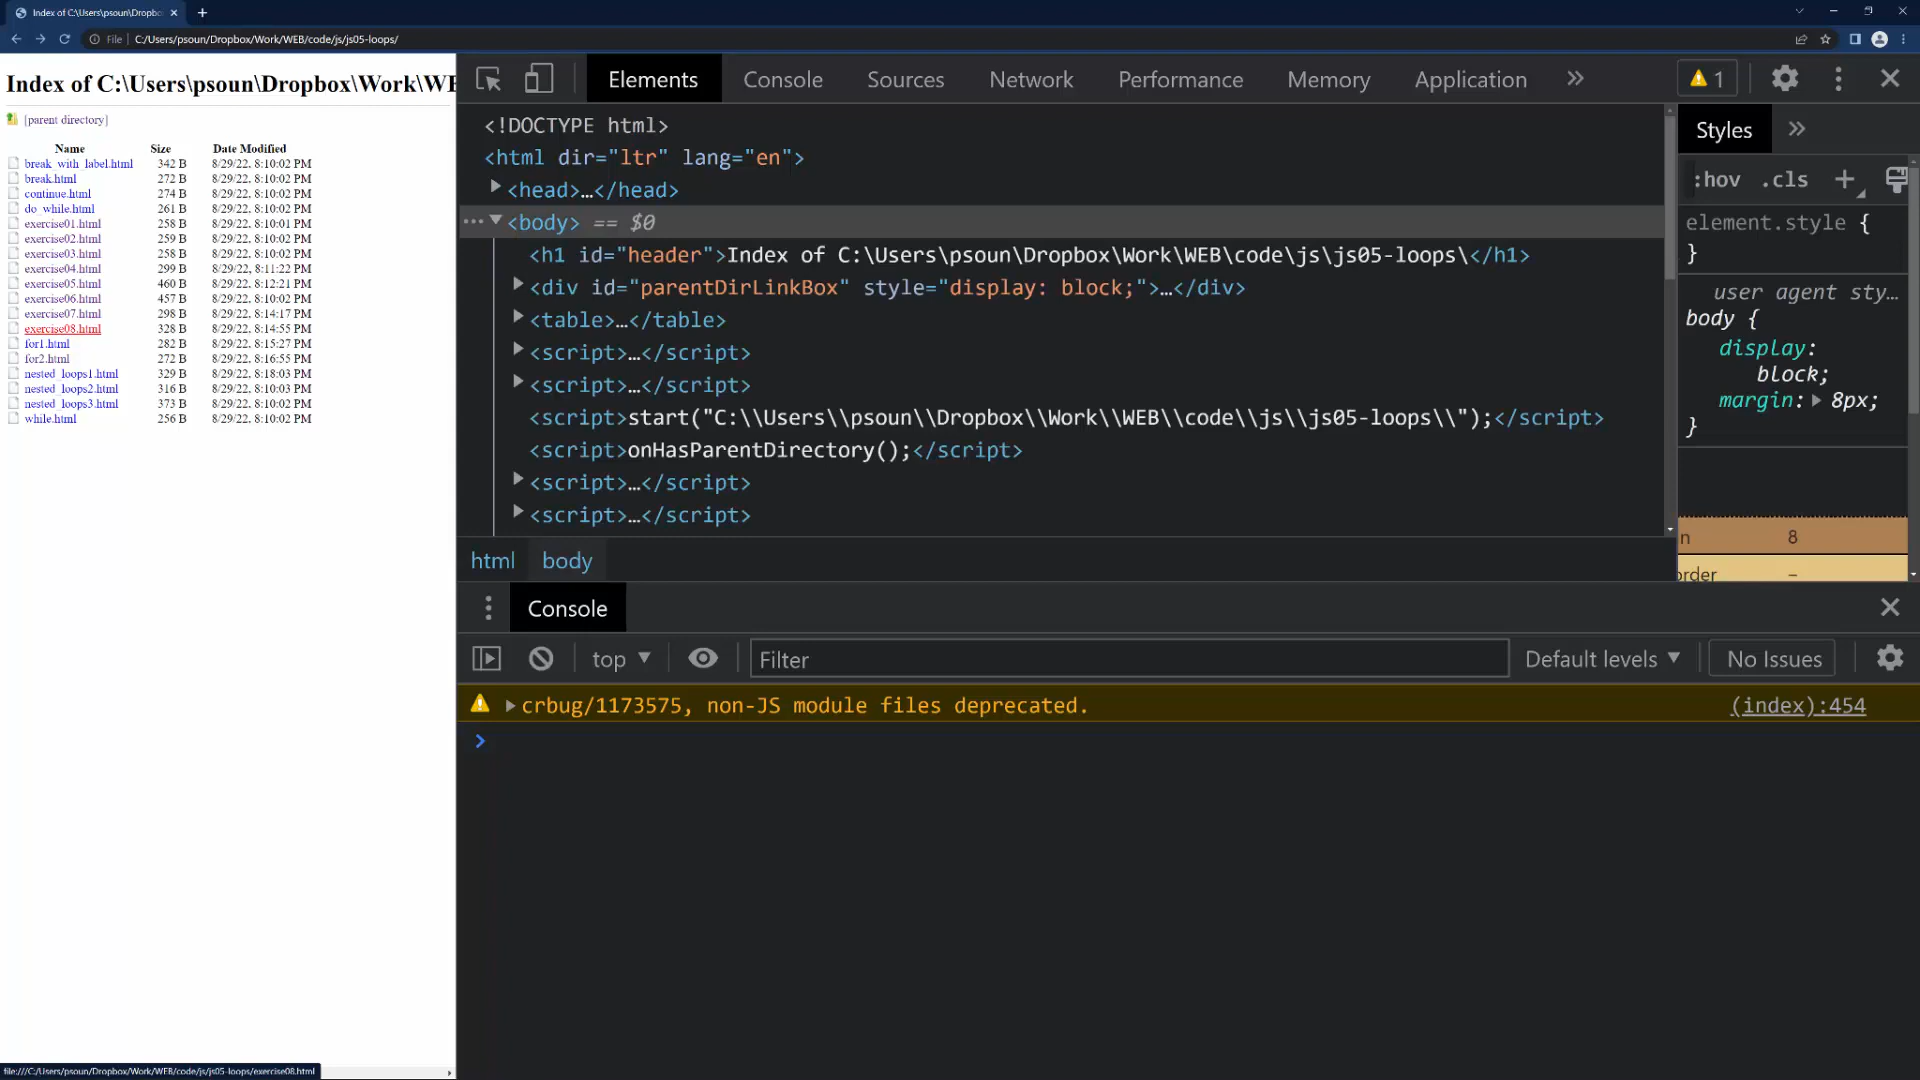 Index of C:\Users\psoun\Dropbo
File C:/Users/psoun/Dropbox/Work/WEB/code/js/js05-loops/
Index of C:\Users\psoun\Dropbox\Work\WE
[parent directory]
Name Size Date Modified
break_with_label.html 342 B 8/29/22, 8:10:02 PM
break.html 272 B 8/29/22, 8:10:02 PM
continue.html 274 B 8/29/22, 8:10:02 PM
do_while.html 261 B 8/29/22, 8:10:02 PM
exercise01.html 258 B 8/29/22, 8:10:01 PM
exercise02.html 259 B 8/29/22, 8:10:02 PM
exercise03.html 258 B 8/29/22, 8:10:02 PM
exercise04.html 299 B 8/29/22, 8:11:22 PM
exercise05.html 460 B 8/29/22, 8:12:21 PM
exercise06.html 457 B 8/29/22, 8:10:02 PM
exercise07.html 298 B 8/29/22, 8:14:17 PM
exercise08.html 328 B 8/29/22, 8:14:55 PM
for1.html 282 B 8/29/22, 8:15:27 PM
for2.html 272 B 8/29/22, 8:16:55 PM
nested_loops1.html 329 B 8/29/22, 8:18:03 PM
nested_loops2.html 316 B 8/29/22, 8:10:03 PM
nested_loops3.html 373 B 8/29/22, 8:10:02 PM
while.html 256 B 8/29/22, 8:10:02 PM
file:///C:/Users/psoun/Dropbox/Work/WEB/code/js/js05-loops/exercise08.html
Elements Console Sources Network Performance Memory Application » 1
<!DOCTYPE html>
<html dir="ltr" lang="en">
<head>…</head>
<body> == $0
<h1 id="header">Index of C:\Users\psoun\Dropbox\Work\WEB\code\js\js05-loops\</h1>
<div id="parentDirLinkBox" style="display: block;">…</div>
<table>…</table>
<script>…</script>
<script>…</script>
<script>start("C:\\Users\\psoun\\Dropbox\\Work\\WEB\\code\\js\\js05-loops\\");</script>
<script>onHasParentDirectory();</script>
<script>…</script>
<script>…</script>
html body
Styles »
:hov .cls +
element.style {
}
user agent sty…
body {
display:
block;
margin: 8px;
}
n 8
order –
Console
top Filter Default levels No Issues
crbug/1173575, non-JS module files deprecated. (index):454
>